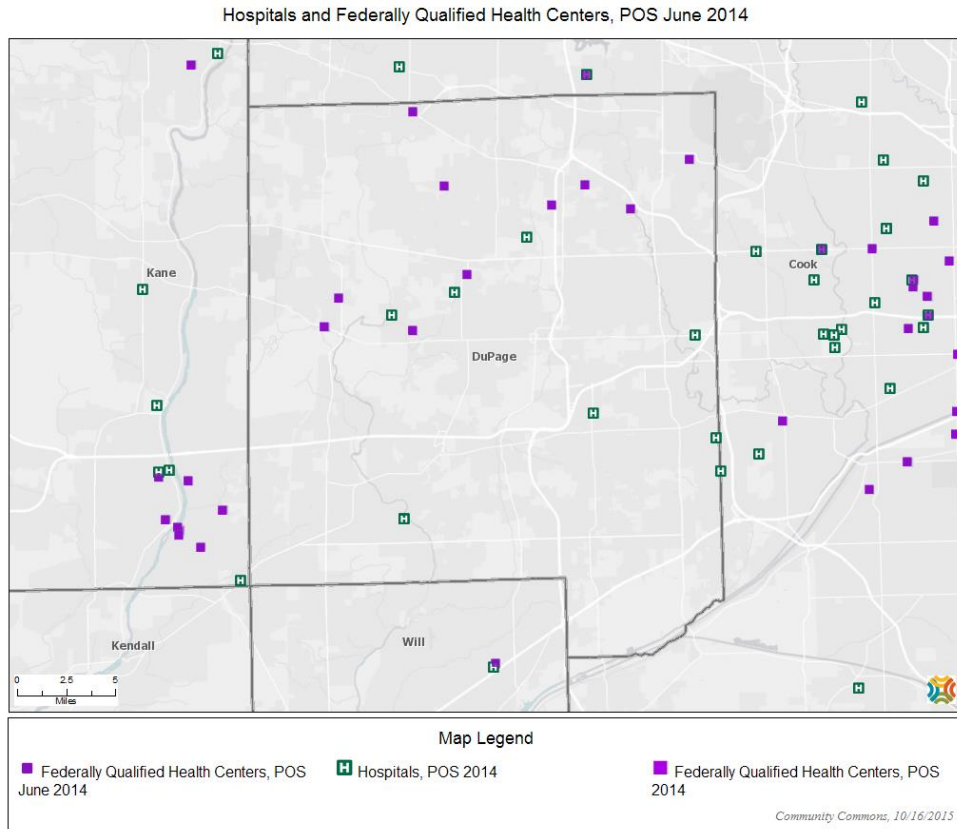 Hospitals and Federally Qualified Health Centers, POS June 2014
Kane
Cook
DuPage
Kendall
Will
0 2.5 5
Miles
Map Legend
Federally Qualified Health Centers, POS
June 2014
H Hospitals, POS 2014
Federally Qualified Health Centers, POS
2014
Community Commons, 10/16/2015